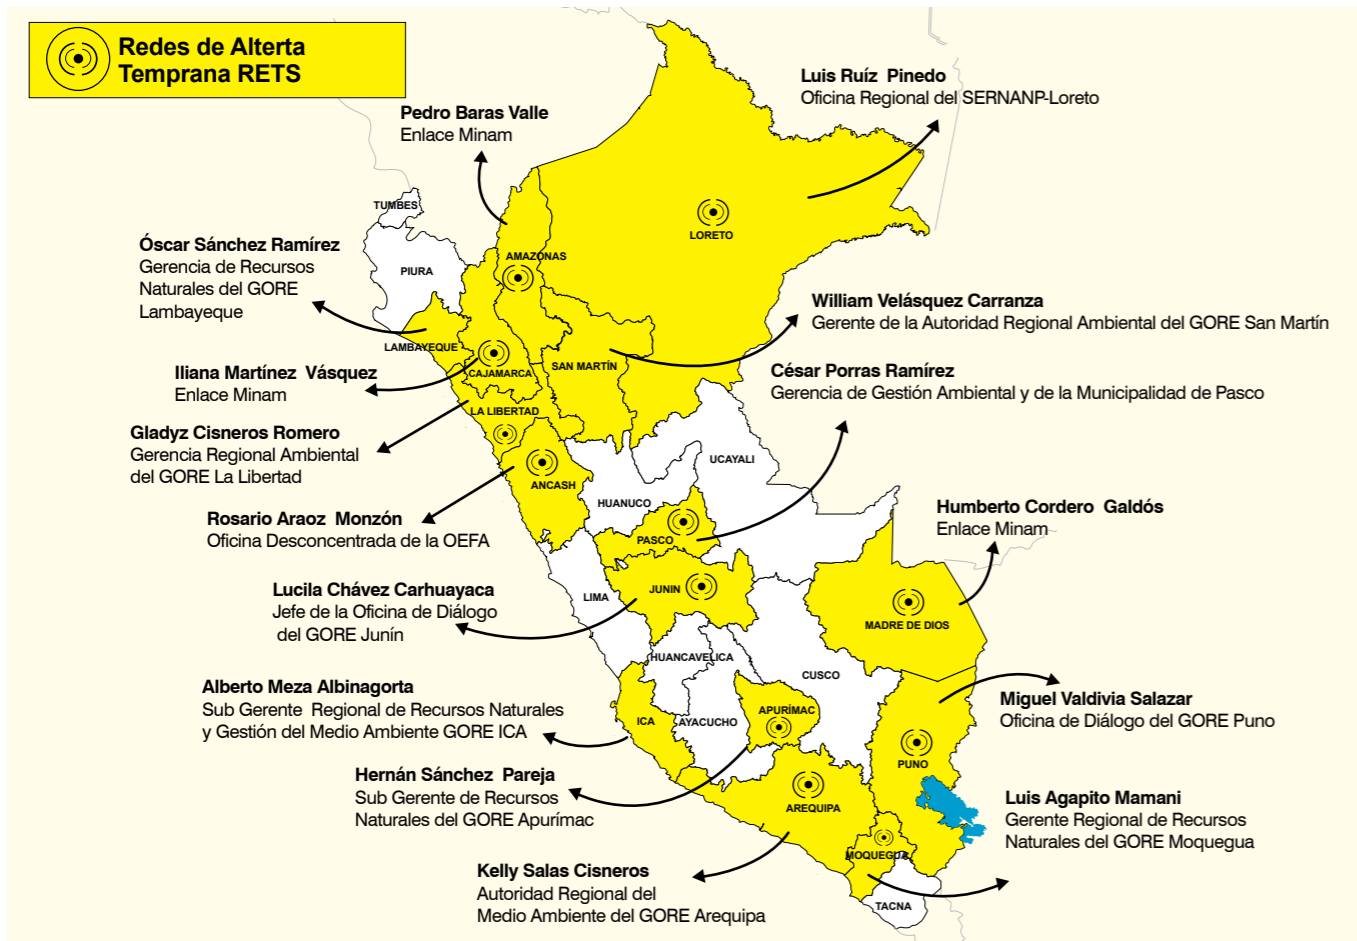 Redes de Alterta
Temprana RETS
Luis Ruíz Pinedo
Oficina Regional del SERNANP-Loreto
Pedro Baras Valle
Enlace Minam
TUMBES
LORETO
Óscar Sánchez Ramírez
Gerencia de Recursos
Naturales del GORE
Lambayeque
AMAZONAS
PIURA
William Velásquez Carranza
Gerente de la Autoridad Regional Ambiental del GORE San Martín
LAMBAYEQUE
Iliana Martínez Vásquez
Enlace Minam
CAJAMARCA
SAN MARTÍN
César Porras Ramírez
Gerencia de Gestión Ambiental y de la Municipalidad de Pasco
LA LIBERTAD
Gladyz Cisneros Romero
Gerencia Regional Ambiental
del GORE La Libertad
UCAYALI
ANCASH
HUANUCO
Rosario Araoz Monzón
Oficina Desconcentrada de la OEFA
PASCO
Humberto Cordero Galdós
Enlace Minam
Lucila Chávez Carhuayaca
Jefe de la Oficina de Diálogo
del GORE Junín
LIMA
JUNIN
MADRE DE DIOS
HUANCAVELICA
CUSCO
Alberto Meza Albinagorta
Sub Gerente Regional de Recursos Naturales
y Gestión del Medio Ambiente GORE ICA
ICA
AYACUCHO
APURÍMAC
Miguel Valdivia Salazar
Oficina de Diálogo del GORE Puno
PUNO
Hernán Sánchez Pareja
Sub Gerente de Recursos
Naturales del GORE Apurímac
AREQUIPA
Luis Agapito Mamani
Gerente Regional de Recursos
Naturales del GORE Moquegua
MOQUEGUA
Kelly Salas Cisneros
Autoridad Regional del
Medio Ambiente del GORE Arequipa
TACNA